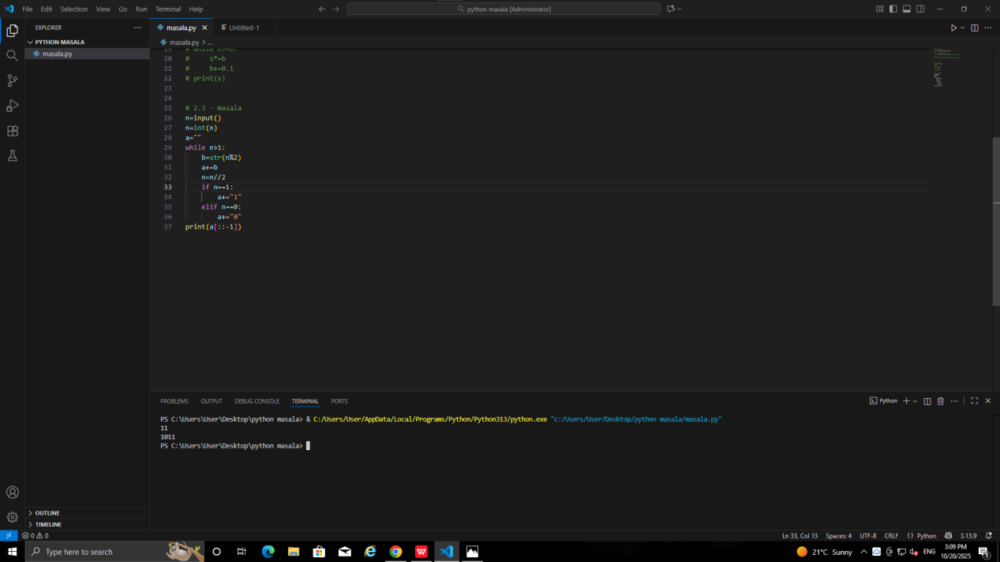 File Edit Selection View Go Run Terminal Help
python masala [Administrator]
EXPLORER
masala.py
Untitled-1
PYTHON MASALA
masala.py > ...
masala.py
19 # while n>=b:
20 #     s*=b
21 #     b+=0.1
22 # print(s)
23
24
25 # 2.3 - masala
26 n=input()
27 n=int(n)
28 a=""
29 while n>1:
30     b=str(n%2)
31     a+=b
32     n=n//2
33     if n==1:
34         a+="1"
35     elif n==0:
36         a+="0"
37 print(a[::-1])
PROBLEMS OUTPUT DEBUG CONSOLE TERMINAL PORTS
Python
PS C:\Users\User\Desktop\python masala> & C:/Users/User/AppData/Local/Programs/Python/Python313/python.exe "c:/Users/User/Desktop/python masala/masala.py"
11
1011
PS C:\Users\User\Desktop\python masala>
OUTLINE
TIMELINE
0 0
Ln 33, Col 13 Spaces: 4 UTF-8 CRLF {} Python 3.13.9
Type here to search
21°C Sunny
ENG
3:09 PM
10/20/2025
1